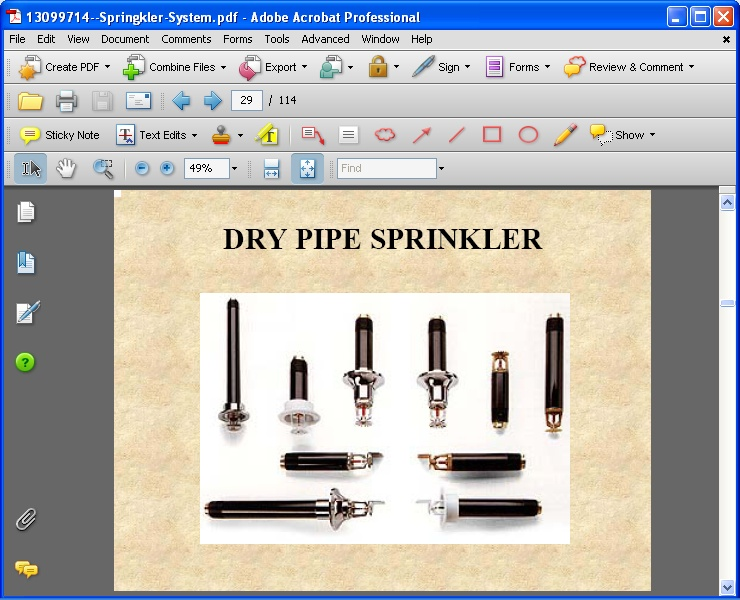 13099714--Springkler-System.pdf - Adobe Acrobat Professional
File Edit View Document Comments Forms Tools Advanced Window Help
Create PDF Combine Files Export Sign Forms Review & Comment
29 / 114
Sticky Note Text Edits Show
49% Find
DRY PIPE SPRINKLER